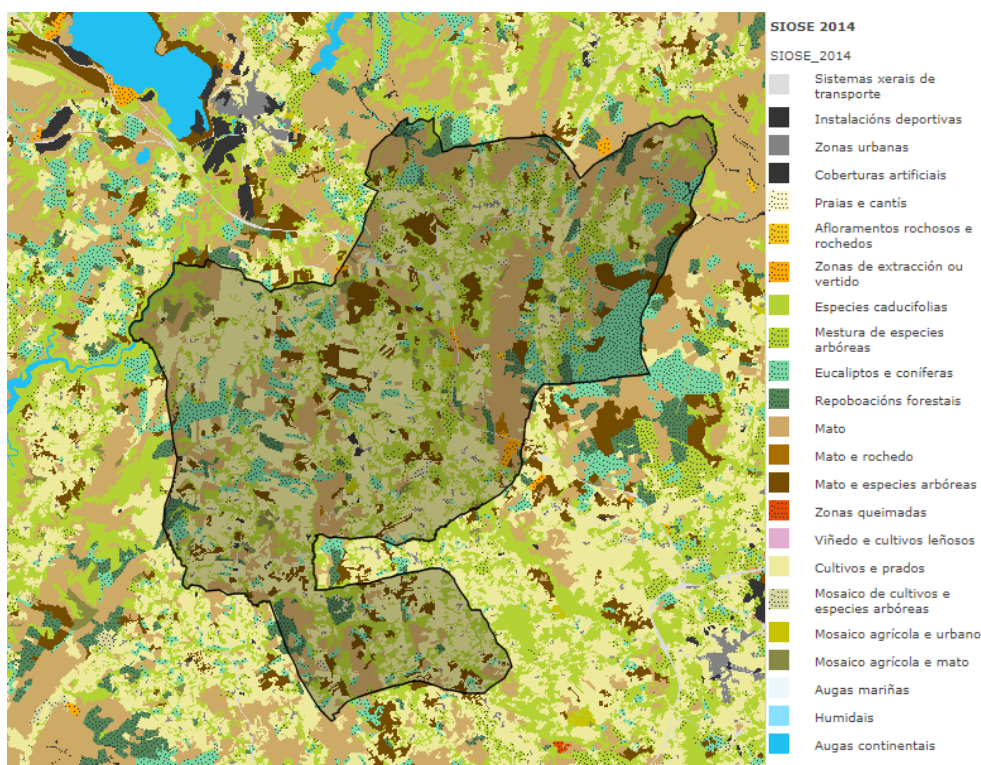 SIOSE 2014
SIOSE_2014
Sistemas xerais de
transporte
Instalacións deportivas
Zonas urbanas
Coberturas artificiais
Praias e cantís
Afloramentos rochosos e
rochedos
Zonas de extracción ou
vertido
Especies caducifolias
Mestura de especies
arbóreas
Eucaliptos e coníferas
Repoboacións forestais
Mato
Mato e rochedo
Mato e especies arbóreas
Zonas queimadas
Viñedo e cultivos leñosos
Cultivos e prados
Mosaico de cultivos e
especies arbóreas
Mosaico agrícola e urbano
Mosaico agrícola e mato
Augas mariñas
Humidais
Augas continentais